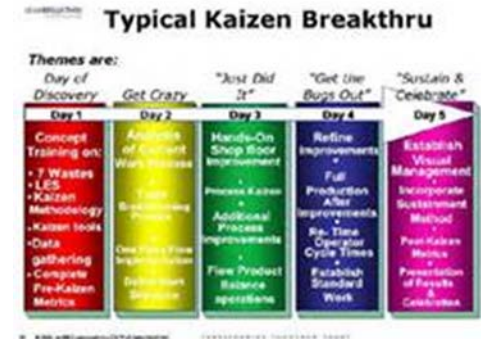 Typical Kaizen Breakthru
Themes are:
Day of
Discovery
Get Crazy
"Just Did
It"
"Get the
Bugs Out"
"Sustain &
Celebrate"
Day 1
Day 2
Day 3
Day 4
Day 5
Concept
Training on:
• 7 Wastes
• LES
• Kaizen
Methodology
• Kaizen tools
• Data
gathering
• Complete
Pre-Kaizen
Metrics
Analysis
of Current
Process
Hands-On
Shop floor
Improvement
•
Process Kaizen
•
Additional
Process
Improvements
•
Flow Product
Balance
operations
Refine
Improvements
•
Full
Production
After
Improvements
•
Re-Time
Operator
Cycle Times
•
Establish
Standard
Work
Establish
Visual
Management
•
Incorporate
Sustainment
Method
•
Post-Kaizen
Metrics
•
Presentation
of Results
&
Celebration